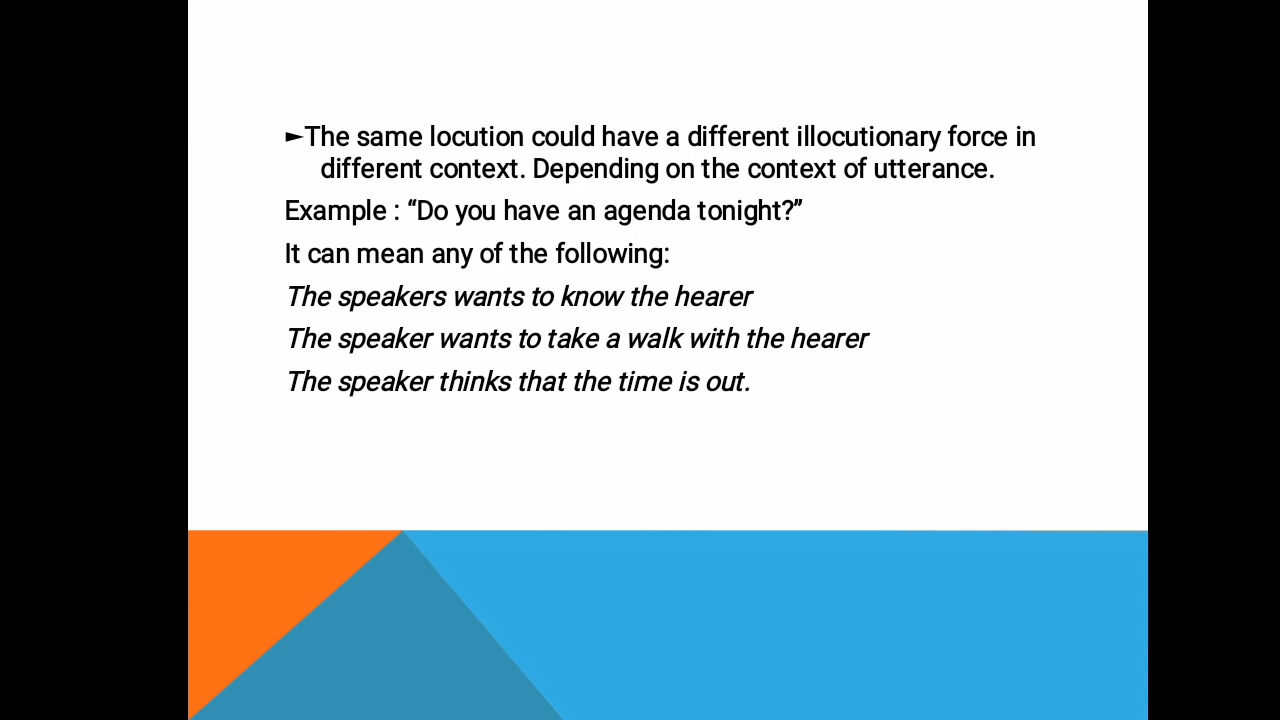 ►The same locution could have a different illocutionary force in
different context. Depending on the context of utterance.
Example : “Do you have an agenda tonight?”
It can mean any of the following:
The speakers wants to know the hearer
The speaker wants to take a walk with the hearer
The speaker thinks that the time is out.